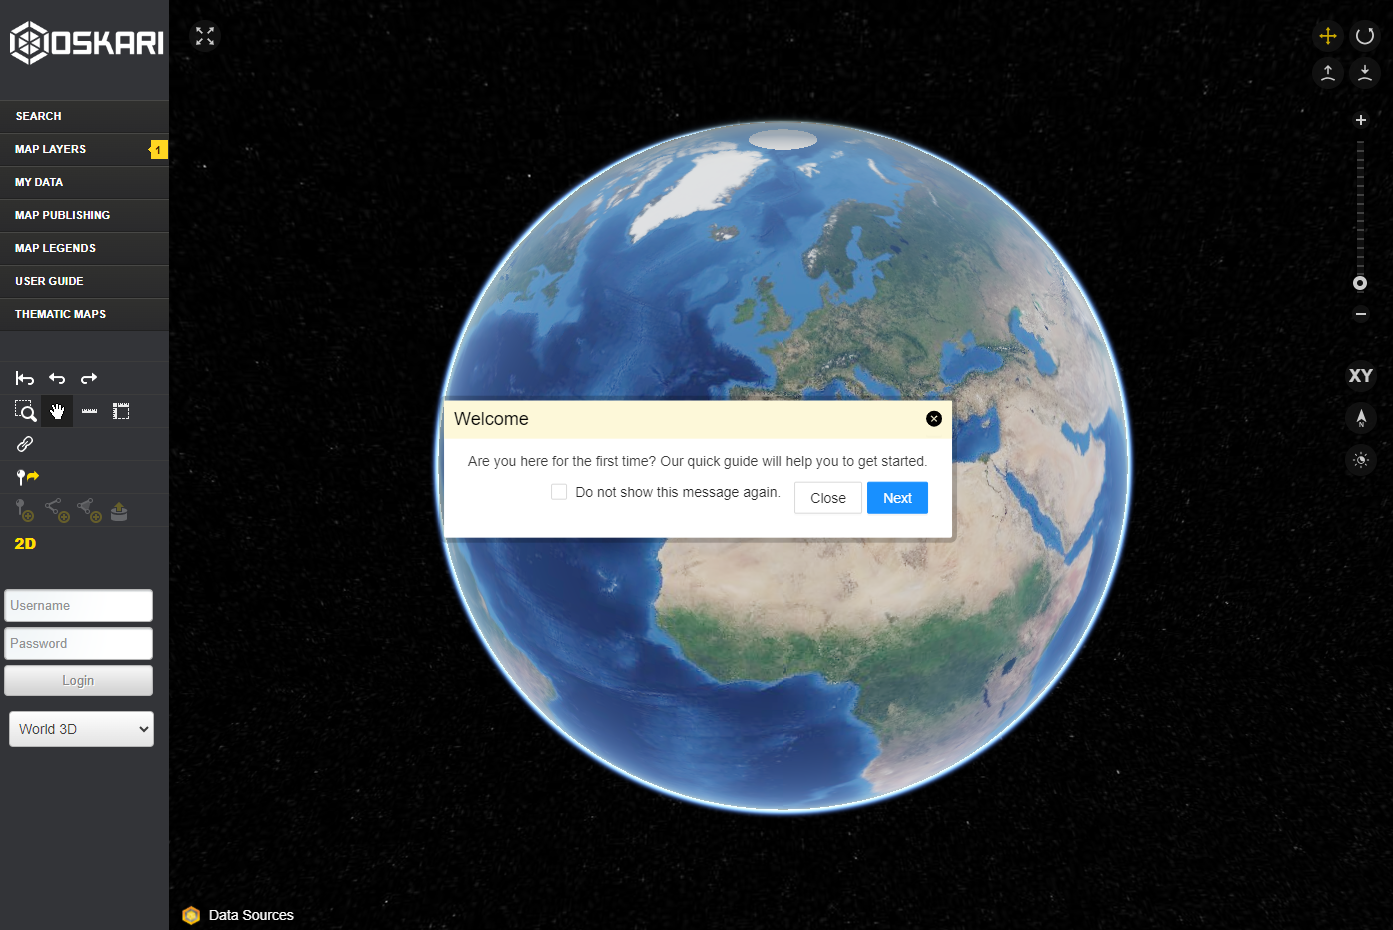 OSKARI
SEARCH
MAP LAYERS
1
MY DATA
MAP PUBLISHING
MAP LEGENDS
USER GUIDE
THEMATIC MAPS
2D
Username
Password
Login
World 3D
Welcome
Are you here for the first time? Our quick guide will help you to get started.
Do not show this message again.
Close
Next
XY
N
Data Sources